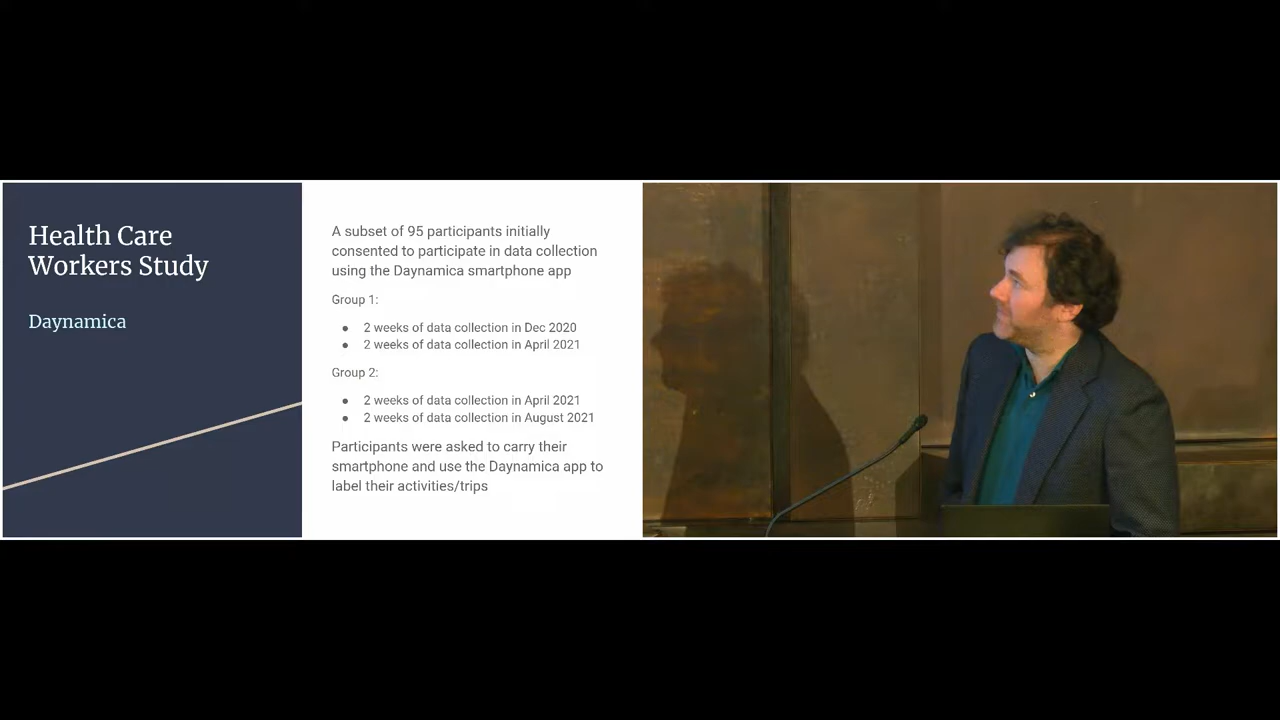 Health Care
Workers Study
Daynamica
A subset of 95 participants initially
consented to participate in data collection
using the Daynamica smartphone app
Group 1:
● 2 weeks of data collection in Dec 2020
● 2 weeks of data collection in April 2021
Group 2:
● 2 weeks of data collection in April 2021
● 2 weeks of data collection in August 2021
Participants were asked to carry their
smartphone and use the Daynamica app to
label their activities/trips